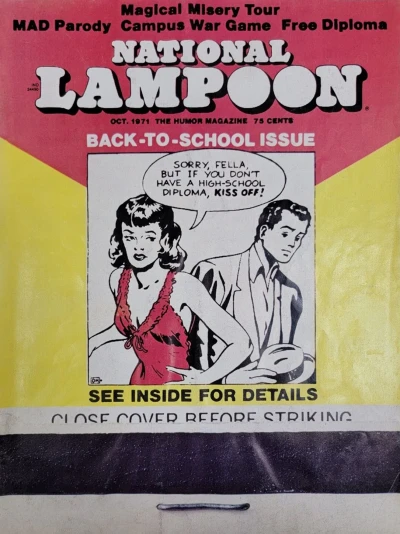 Magical Misery Tour
MAD Parody Campus War Game Free Diploma
NATIONAL
LAMPOON
OCT. 1971 THE HUMOR MAGAZINE 75 CENTS
BACK-TO-SCHOOL ISSUE
SORRY, FELLA,
BUT IF YOU DON'T
HAVE A HIGH-SCHOOL
DIPLOMA, KISS OFF!
SEE INSIDE FOR DETAILS
CLOSE COVER BEFORE STRIKING